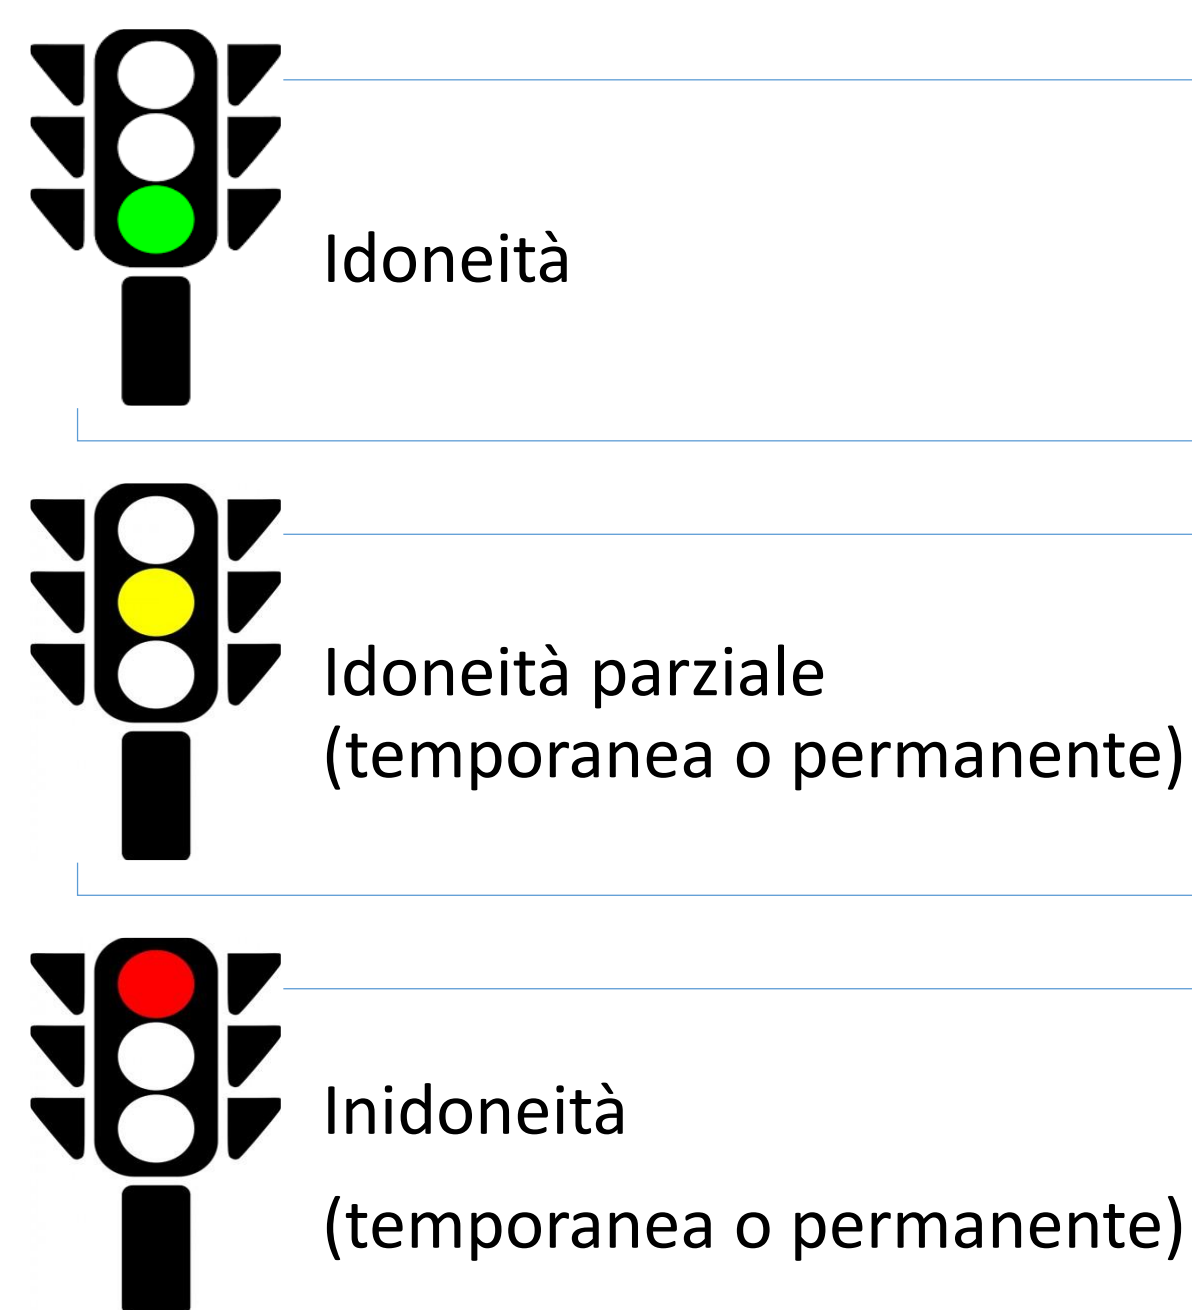 Idoneità
Idoneità parziale
(temporanea o permanente)
Inidoneità
(temporanea o permanente)